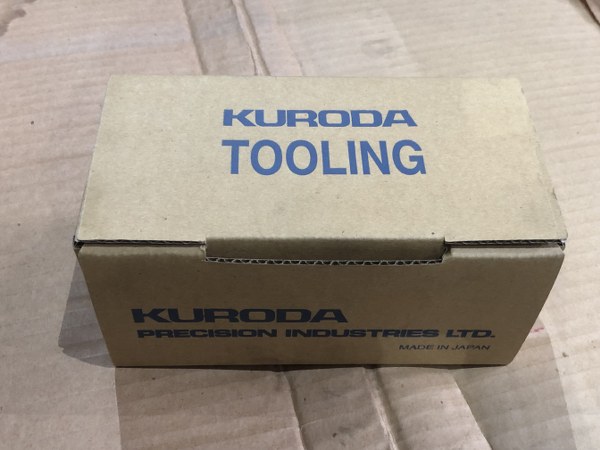 KURODA
TOOLING
KURODA
PRECISION INDUSTRIES LTD.
MADE IN JAPAN